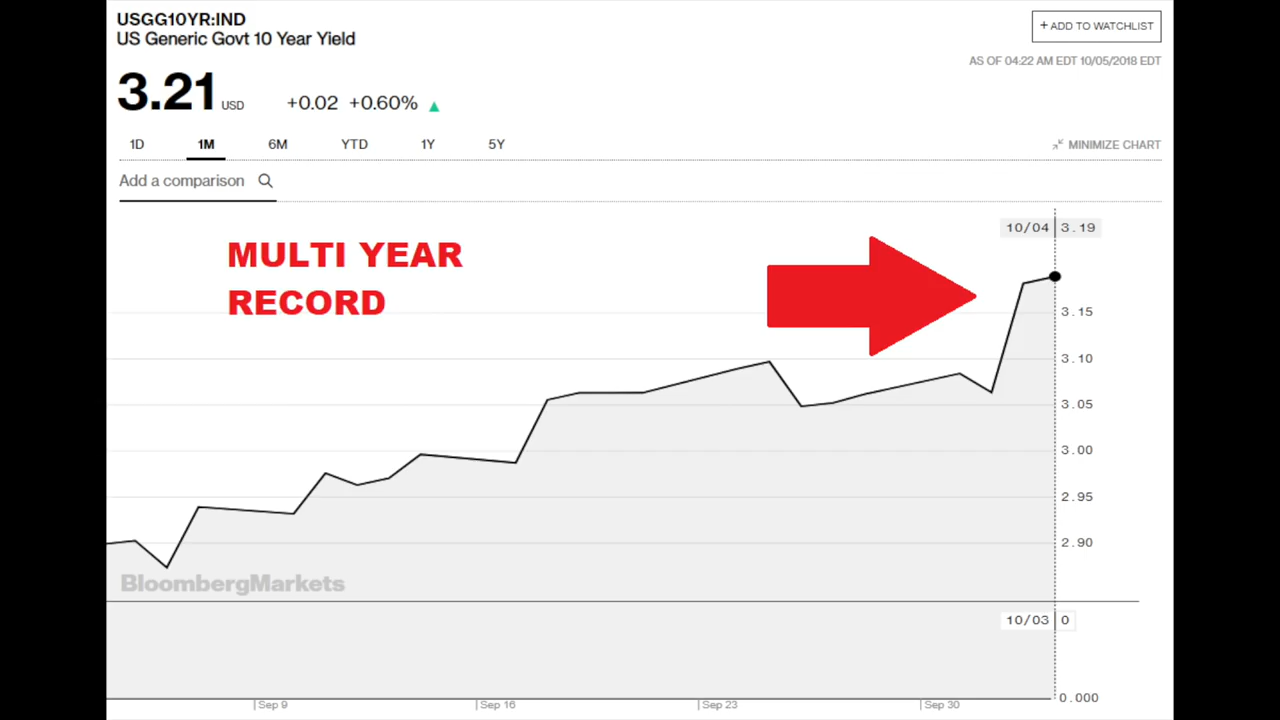 USGG10YR:IND
US Generic Govt 10 Year Yield
+ ADD TO WATCHLIST
AS OF 04:22 AM EDT 10/05/2018 EDT
3.21 USD +0.02 +0.60% ▲
1D 1M 6M YTD 1Y 5Y
MINIMIZE CHART
Add a comparison
10/04 3.19
MULTI YEAR
RECORD
3.15
3.10
3.05
3.00
2.95
2.90
BloombergMarkets
10/03 0
0.000
Sep 9 Sep 16 Sep 23 Sep 30